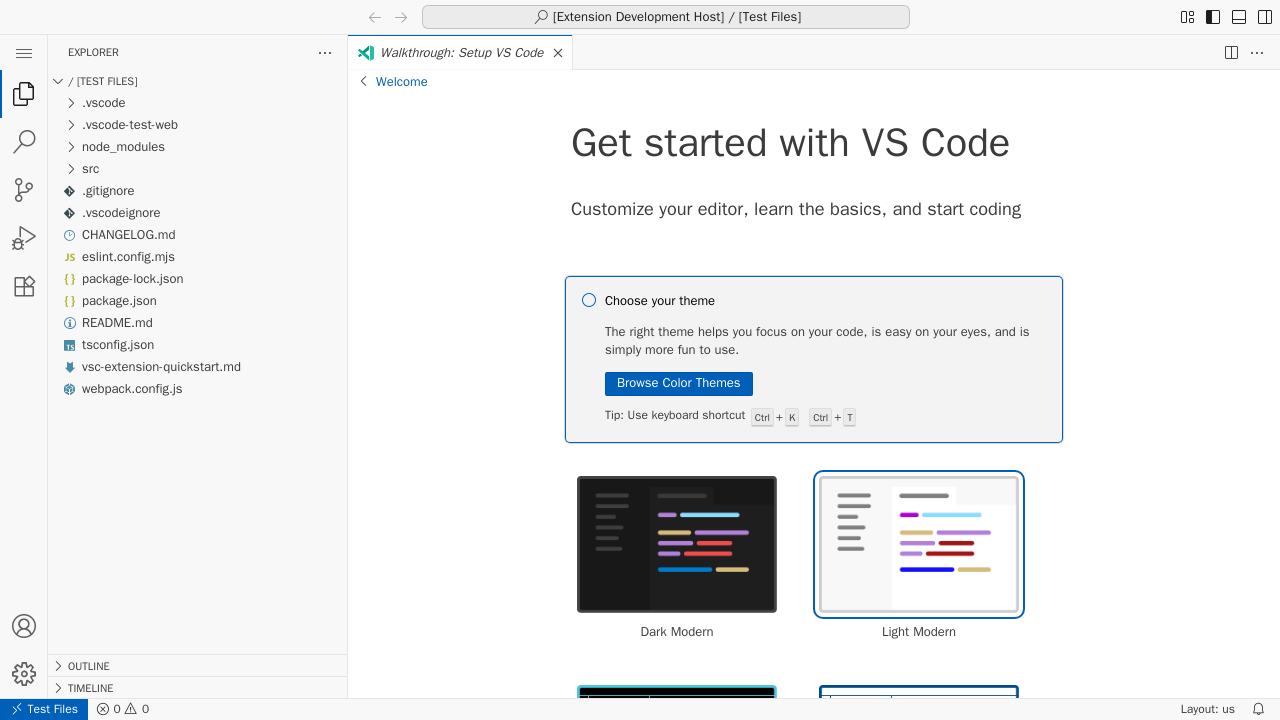 [Extension Development Host] / [Test Files]
EXPLORER
/ [TEST FILES]
.vscode
.vscode-test-web
node_modules
src
.gitignore
.vscodeignore
CHANGELOG.md
JS eslint.config.mjs
{ } package-lock.json
{ } package.json
README.md
TS tsconfig.json
vsc-extension-quickstart.md
webpack.config.js
OUTLINE
TIMELINE
Walkthrough: Setup VS Code
Welcome
Get started with VS Code
Customize your editor, learn the basics, and start coding
Choose your theme
The right theme helps you focus on your code, is easy on your eyes, and is
simply more fun to use.
Browse Color Themes
Tip: Use keyboard shortcut Ctrl + K Ctrl + T
Dark Modern
Light Modern
Test Files
0 0
Layout: us